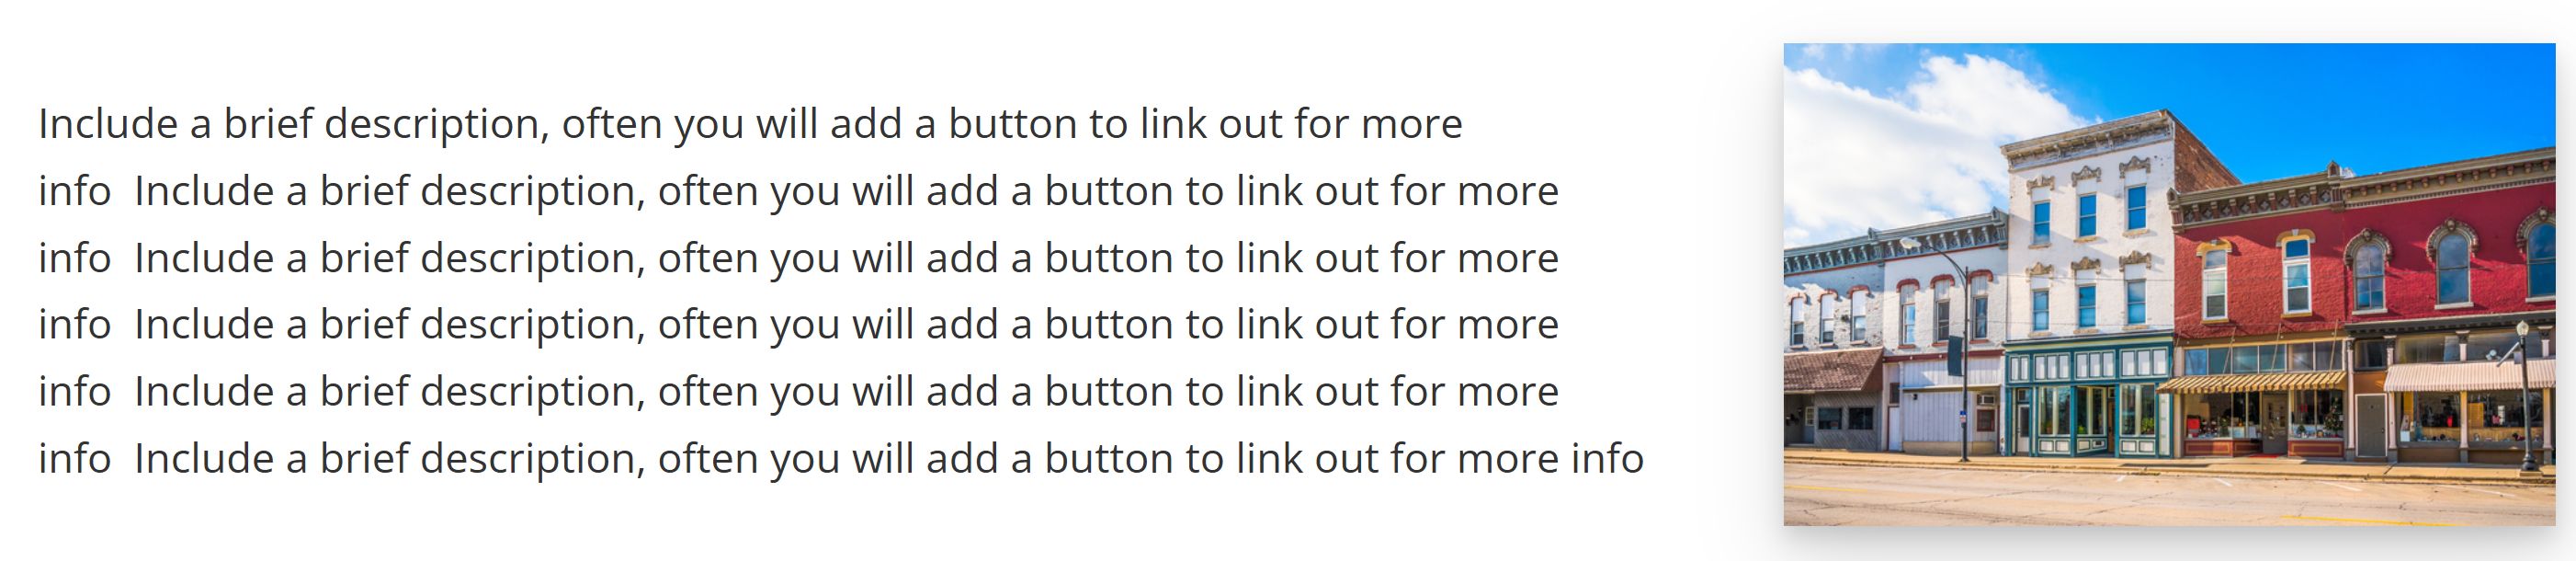 Include a brief description, often you will add a button to link out for more
info  Include a brief description, often you will add a button to link out for more
info  Include a brief description, often you will add a button to link out for more
info  Include a brief description, often you will add a button to link out for more
info  Include a brief description, often you will add a button to link out for more
info  Include a brief description, often you will add a button to link out for more info